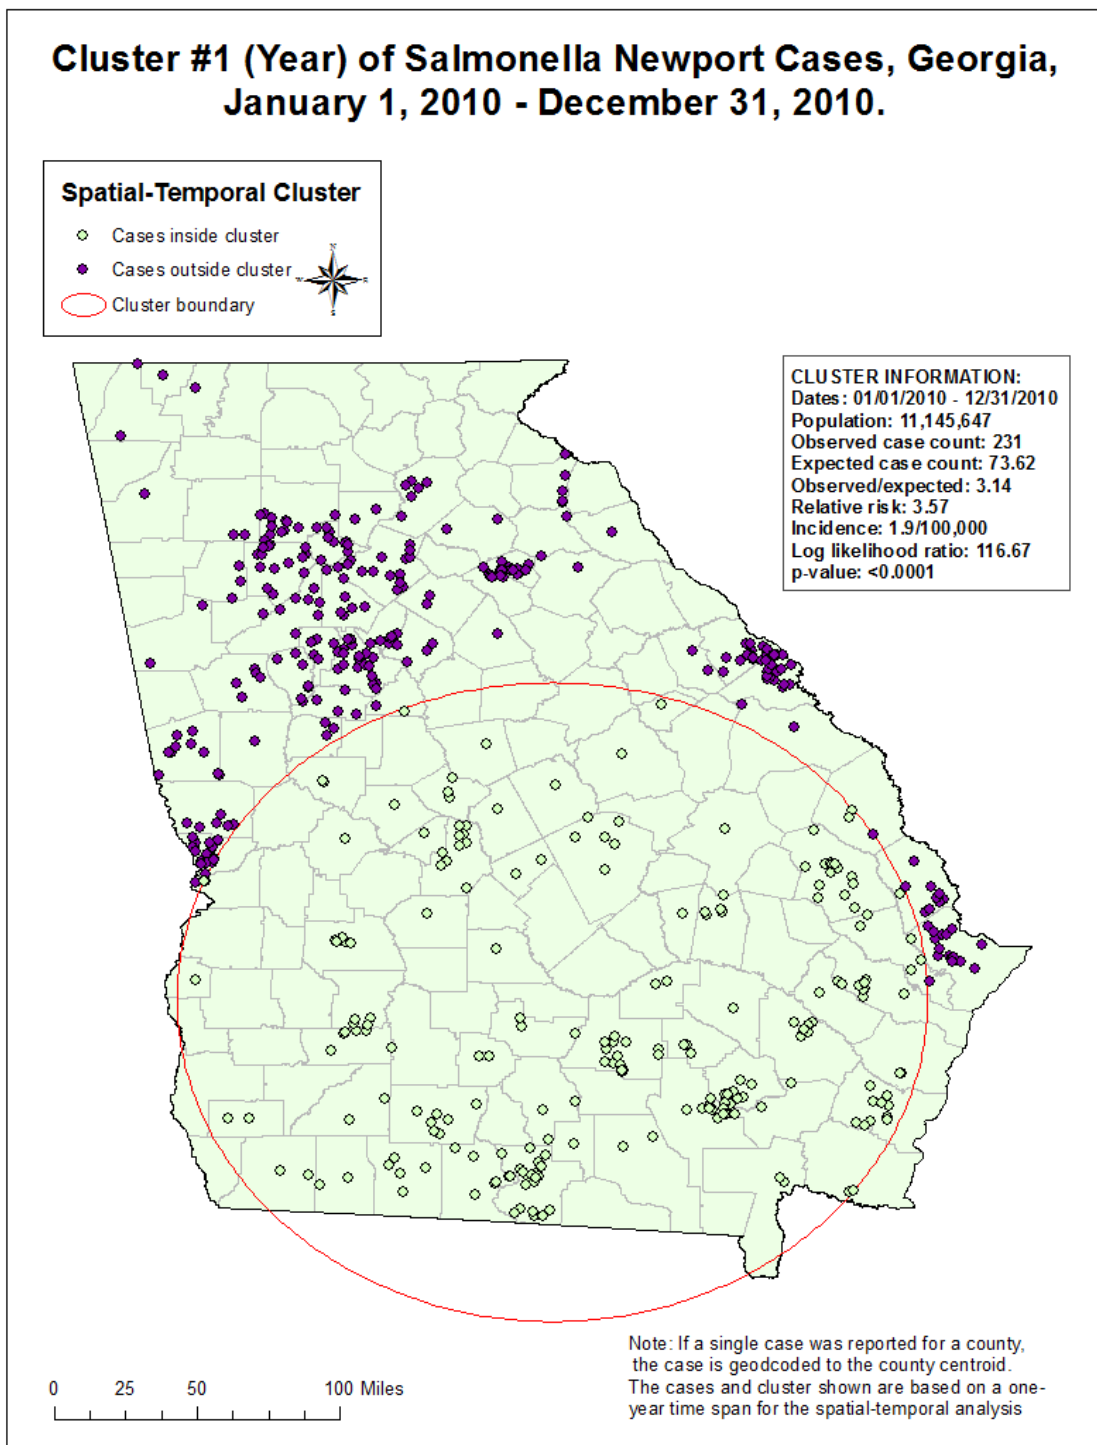 Cluster #1 (Year) of Salmonella Newport Cases, Georgia,
January 1, 2010 - December 31, 2010.
Spatial-Temporal Cluster
Cases inside cluster
Cases outside cluster
Cluster boundary
N
W
E
S
CLUSTER INFORMATION:
Dates: 01/01/2010 - 12/31/2010
Population: 11,145,647
Observed case count: 231
Expected case count: 73.62
Observed/expected: 3.14
Relative risk: 3.57
Incidence: 1.9/100,000
Log likelihood ratio: 116.67
p-value: <0.0001
Note: If a single case was reported for a county,
the case is geodcoded to the county centroid.
The cases and cluster shown are based on a one-
year time span for the spatial-temporal analysis
0 25 50 100 Miles